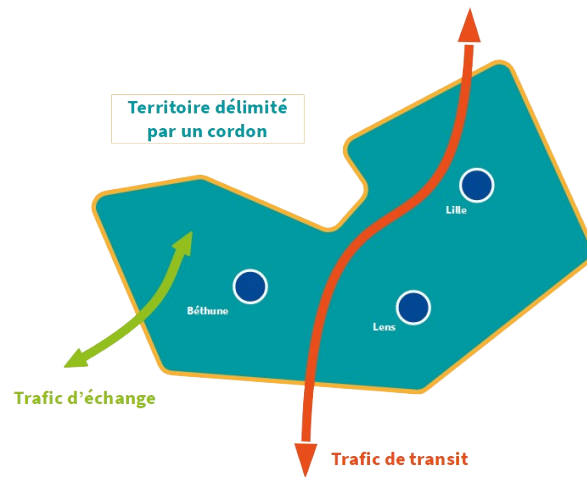 Territoire délimité
par un cordon
Lille
Béthune
Lens
Trafic d'échange
Trafic de transit